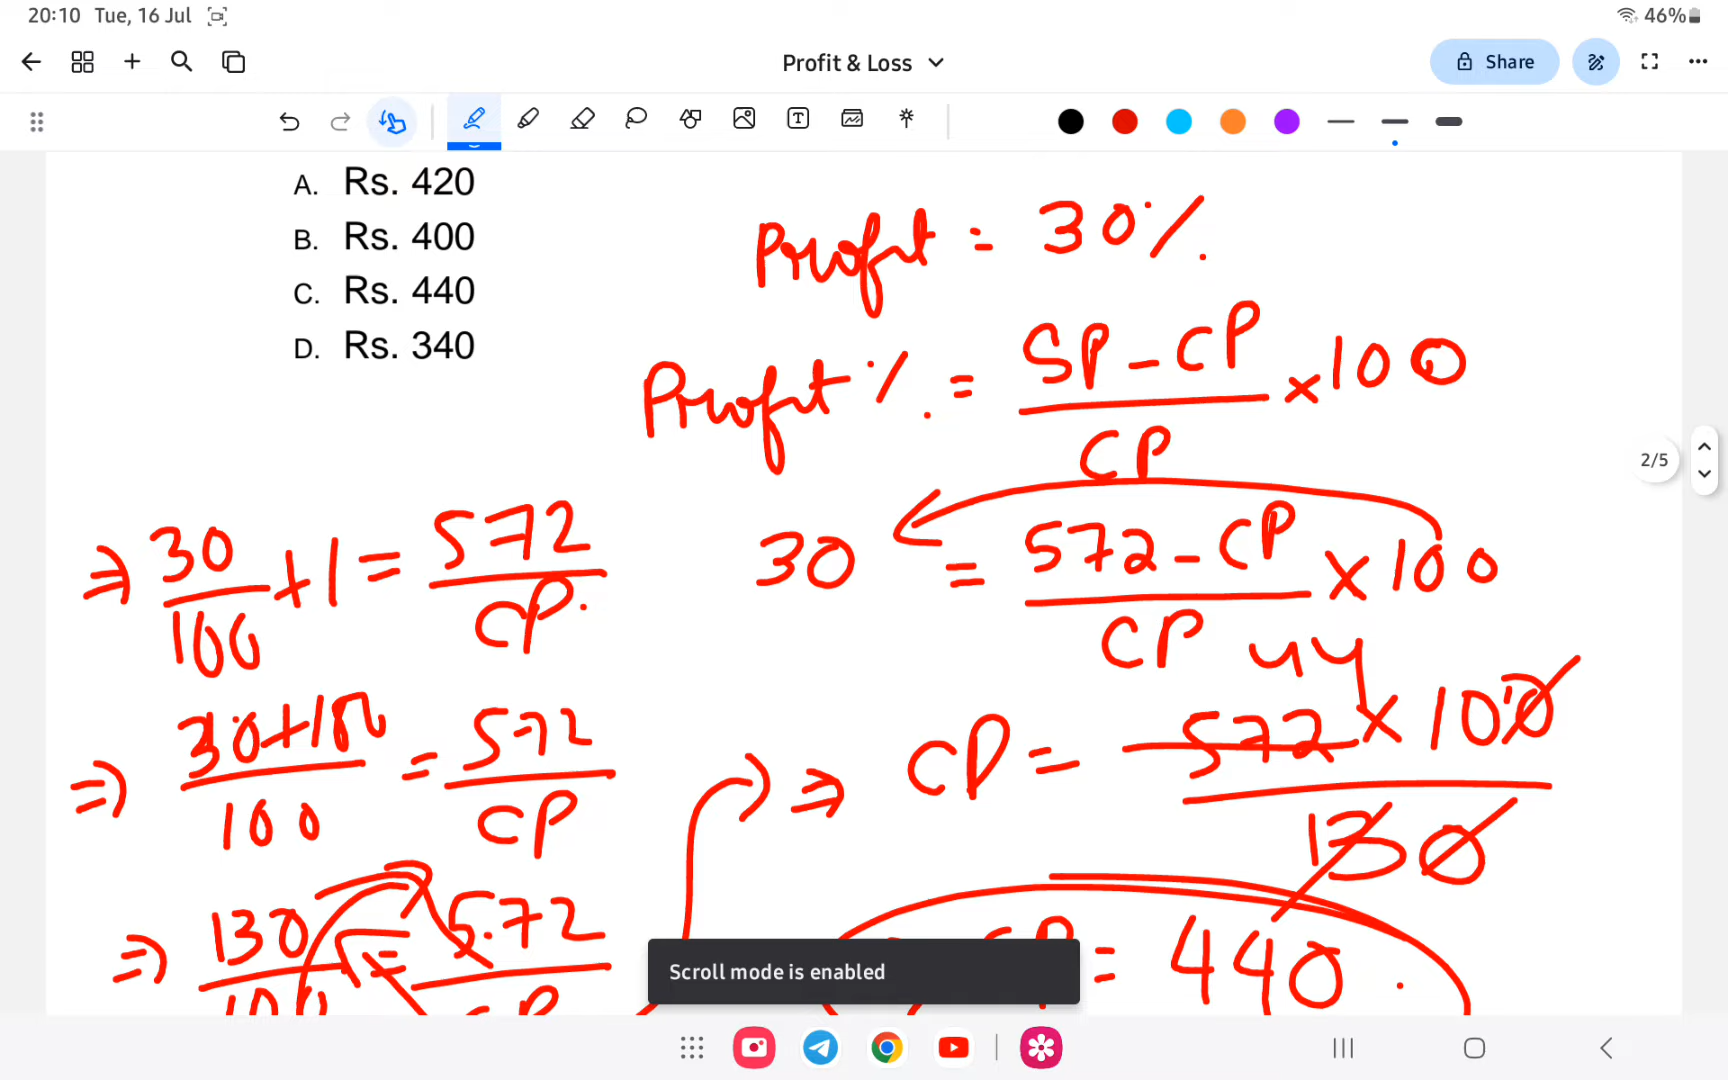 20:10 Tue, 16 Jul
46%
Profit & Loss
Share
A. Rs. 420
B. Rs. 400
C. Rs. 440
D. Rs. 340
Profit = 30%
Profit % = SP - CP / CP × 100
30 = 572 - CP / CP × 100
⇒ 30/100 + 1 = 572/CP.
⇒ 30+100/100 = 572/CP
⇒ CP = 572 × 100 / 130
44
⇒ 130/100 = 572/CP
CP = 440.
2/5
Scroll mode is enabled